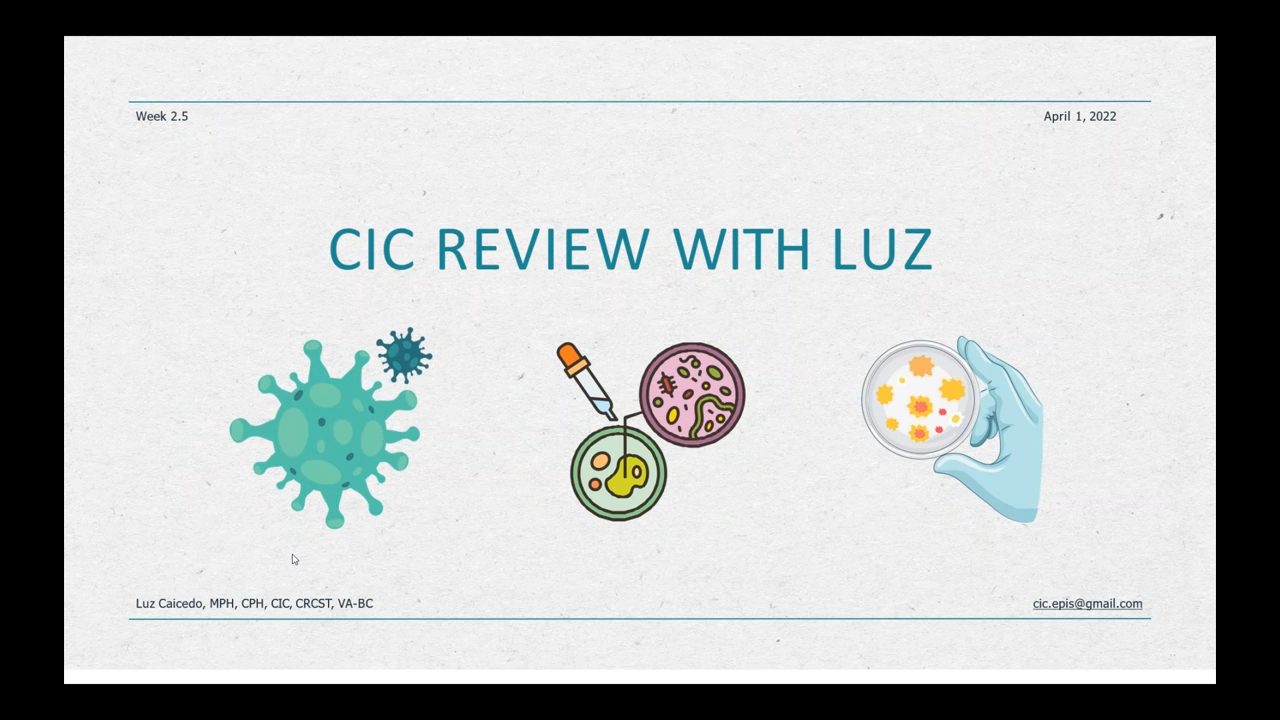 Week 2.5
April 1, 2022
CIC REVIEW WITH LUZ
Luz Caicedo, MPH, CPH, CIC, CRCST, VA-BC
cic.epis@gmail.com